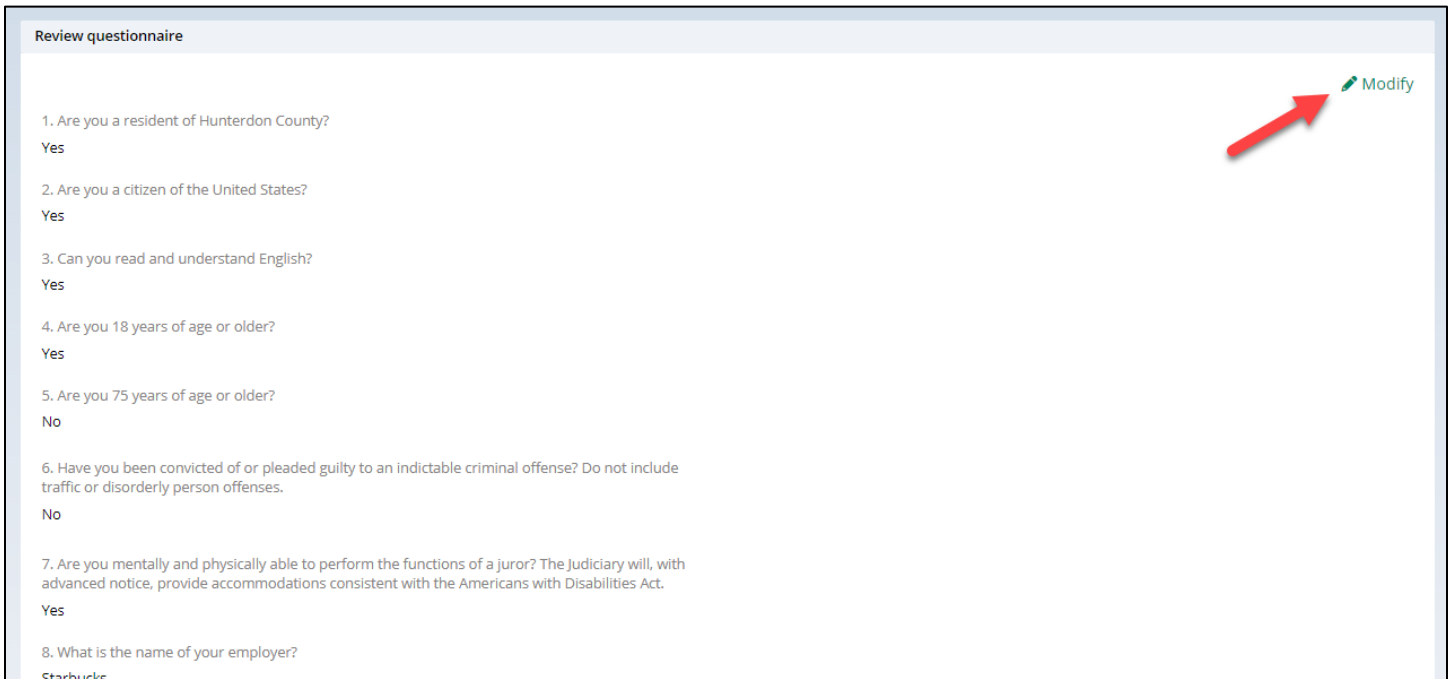 Review questionnaire
Modify
1. Are you a resident of Hunterdon County?
Yes
2. Are you a citizen of the United States?
Yes
3. Can you read and understand English?
Yes
4. Are you 18 years of age or older?
Yes
5. Are you 75 years of age or older?
No
6. Have you been convicted of or pleaded guilty to an indictable criminal offense? Do not include
traffic or disorderly person offenses.
No
7. Are you mentally and physically able to perform the functions of a juror? The Judiciary will, with
advanced notice, provide accommodations consistent with the Americans with Disabilities Act.
Yes
8. What is the name of your employer?
Starbucks